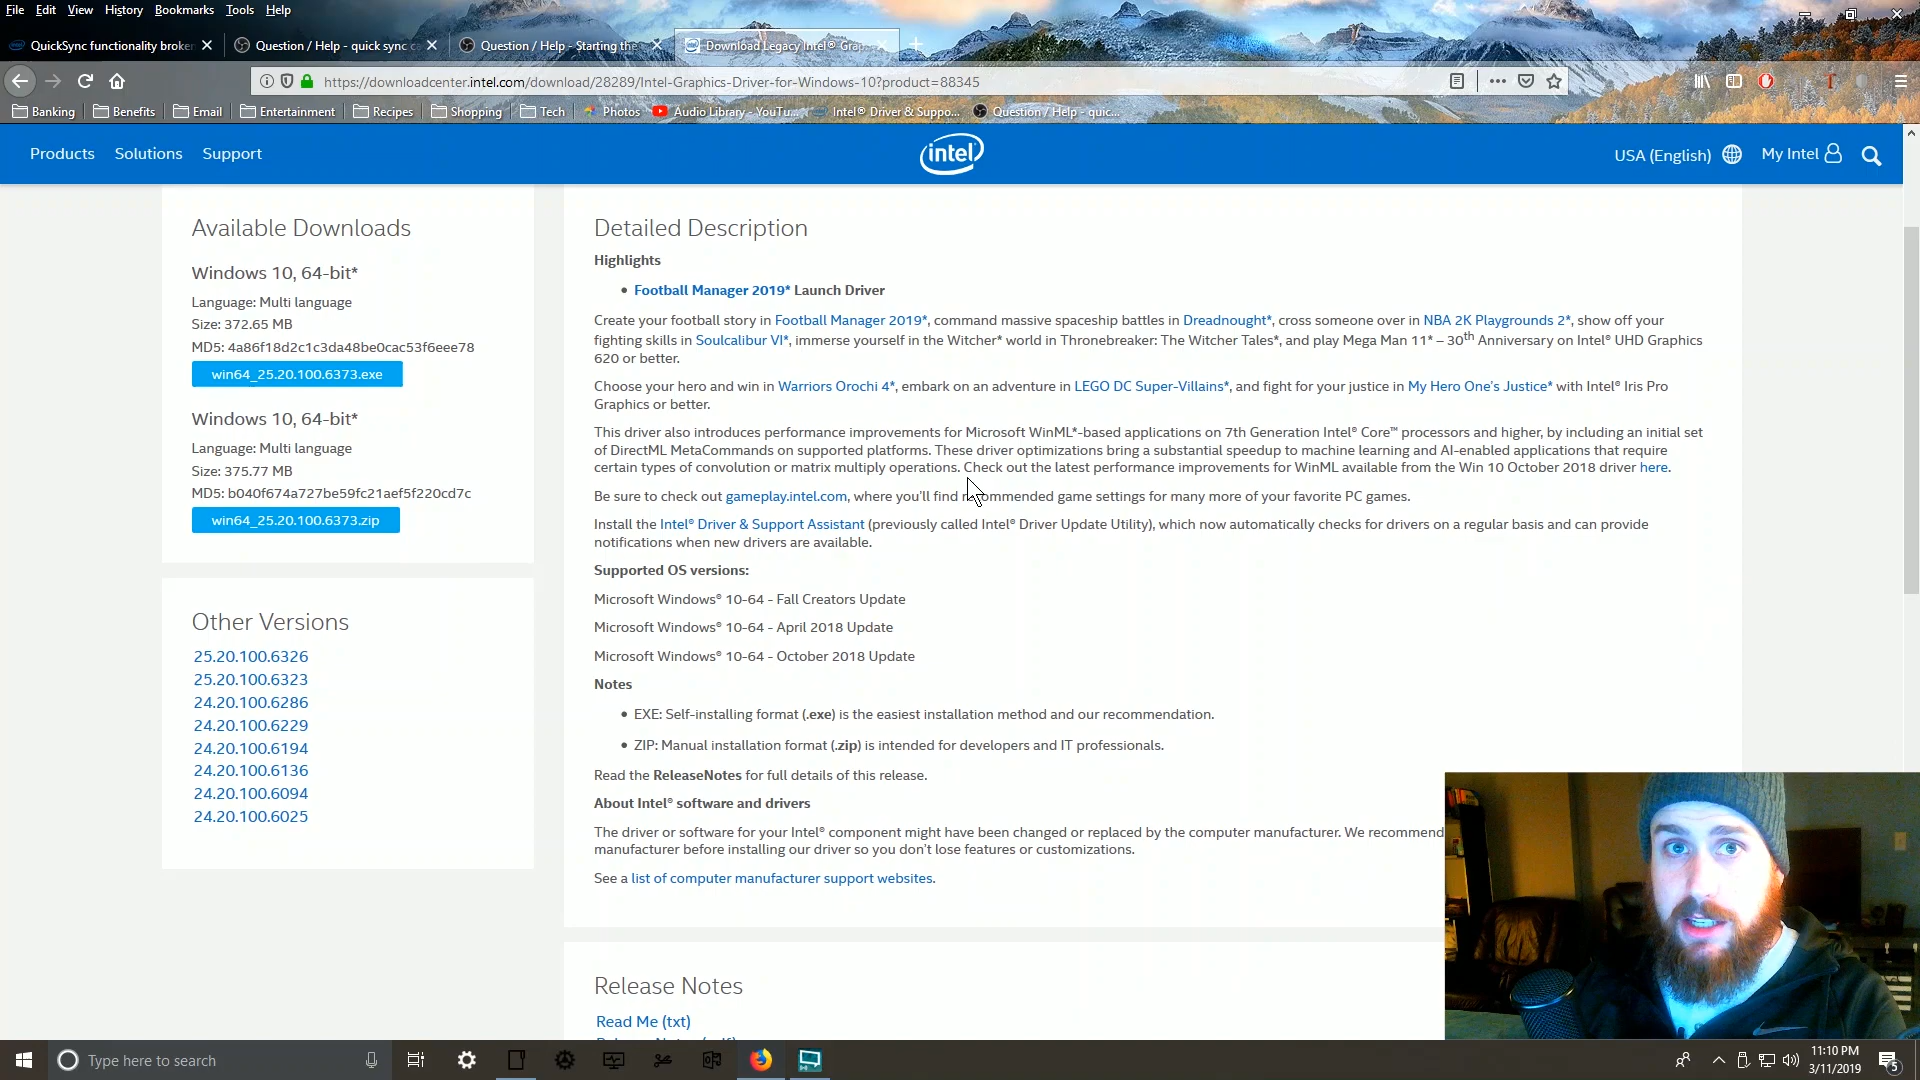 File Edit View History Bookmarks Tools Help
QuickSync functionality broke
Question / Help - quick sync c
Question / Help - Starting the
Download Legacy Intel® Grap
https://downloadcenter.intel.com/download/28289/Intel-Graphics-Driver-for-Windows-10?product=88345
Banking Benefits Email Entertainment Recipes Shopping Tech Photos Audio Library - YouTu... Intel® Driver & Suppo... Question / Help - quic...
Products Solutions Support
intel
USA (English) My Intel
Available Downloads
Windows 10, 64-bit*
Language: Multi language
Size: 372.65 MB
MD5: 4a86f18d2c1c3da48be0cac53f6eee78
win64_25.20.100.6373.exe
Windows 10, 64-bit*
Language: Multi language
Size: 375.77 MB
MD5: b040f674a727be59fc21aef5f220cd7c
win64_25.20.100.6373.zip
Other Versions
25.20.100.6326
25.20.100.6323
24.20.100.6286
24.20.100.6229
24.20.100.6194
24.20.100.6136
24.20.100.6094
24.20.100.6025
Detailed Description
Highlights
• Football Manager 2019* Launch Driver
Create your football story in Football Manager 2019*, command massive spaceship battles in Dreadnought*, cross someone over in NBA 2K Playgrounds 2*, show off your
fighting skills in Soulcalibur VI*, immerse yourself in the Witcher* world in Thronebreaker: The Witcher Tales*, and play Mega Man 11* – 30th Anniversary on Intel® UHD Graphics
620 or better.
Choose your hero and win in Warriors Orochi 4*, embark on an adventure in LEGO DC Super-Villains*, and fight for your justice in My Hero One's Justice* with Intel® Iris Pro
Graphics or better.
This driver also introduces performance improvements for Microsoft WinML*-based applications on 7th Generation Intel® Core™ processors and higher, by including an initial set
of DirectML MetaCommands on supported platforms. These driver optimizations bring a substantial speedup to machine learning and AI-enabled applications that require
certain types of convolution or matrix multiply operations. Check out the latest performance improvements for WinML available from the Win 10 October 2018 driver here.
Be sure to check out gameplay.intel.com, where you'll find recommended game settings for many more of your favorite PC games.
Install the Intel® Driver & Support Assistant (previously called Intel® Driver Update Utility), which now automatically checks for drivers on a regular basis and can provide
notifications when new drivers are available.
Supported OS versions:
Microsoft Windows® 10-64 - Fall Creators Update
Microsoft Windows® 10-64 - April 2018 Update
Microsoft Windows® 10-64 - October 2018 Update
Notes
• EXE: Self-installing format (.exe) is the easiest installation method and our recommendation.
• ZIP: Manual installation format (.zip) is intended for developers and IT professionals.
Read the ReleaseNotes for full details of this release.
About Intel® software and drivers
The driver or software for your Intel® component might have been changed or replaced by the computer manufacturer. We recommend
manufacturer before installing our driver so you don't lose features or customizations.
See a list of computer manufacturer support websites.
Release Notes
Read Me (txt)
Type here to search
11:10 PM
3/11/2019
5